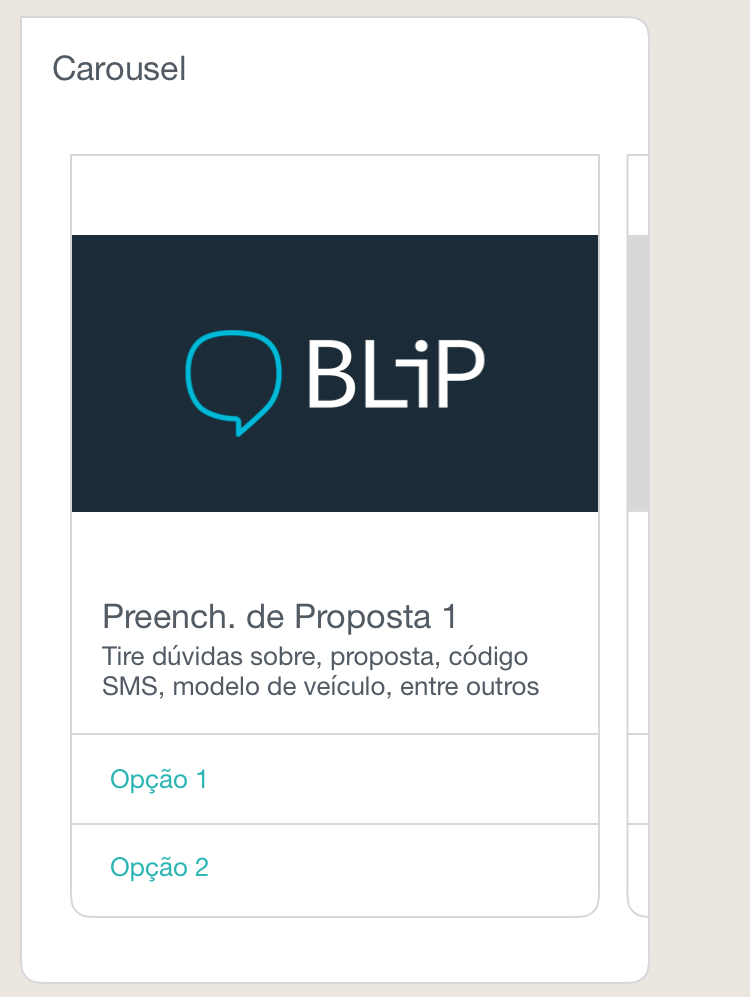 Carousel
BLiP
Preench. de Proposta 1
Tire dúvidas sobre, proposta, código
SMS, modelo de veículo, entre outros
Opção 1
Opção 2